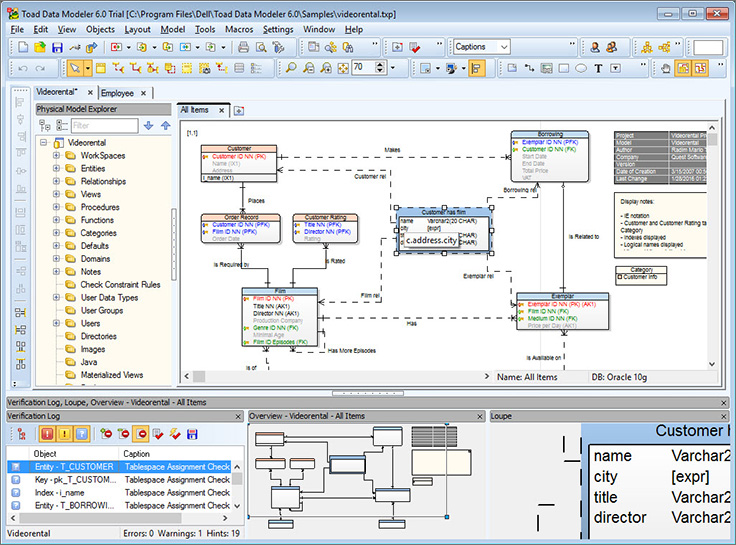 Toad Data Modeler 6.0 Trial [C:\Program Files\Dell\Toad Data Modeler 6.0\Samples\videorental.txp]
File Edit View Objects Layout Model Tools Macros Settings Window Help
Captions
70
Videorental* Employee
Physical Model Explorer
Filter
Videorental
WorkSpaces
Entities
Relationships
Views
Procedures
Functions
Categories
Defaults
Domains
Notes
Check Constraint Rules
User Data Types
User Groups
Users
Directories
Images
Java
Materialized Views
All Items
[1,1]
Customer
Customer ID NN (PK)
Name (IX1)
Address
i_name (IX1)
Makes
Customer rel
Borrowing
Exemplar ID NN (PFK)
Customer ID NN (FK)
Start Date
End Date
Total Price
VAT
Borrowing rel
Project
Model
Author
Company
Version
Date of Creation
Last Change
Videorental
Display notes:
- IE notation
- Customer and Customer Rating
Category
- Indexes displayed
- Logical names displayed
Category
Customer Info
Places
Order Record
Customer ID NN (PFK)
Film ID NN (PFK)
Order Date
Customer Rating
Title NN (PFK)
Director NN (PFK)
Rating
Customer has film
name Varchar2(20 CHAR)
city [expr]
c.address.city
CHAR)
CHAR)
Is Related to
Is Required by
Is Rated
Film rel
Exemplar rel
Film
Film ID NN (PK)
Title NN (AK1)
Director NN (AK1)
Production Company
Genre ID NN (FK)
Minimal Age
Film ID Episodes (FK)
Has
Has More Episodes
Is of
Exemplar
Exemplar ID NN (PK) (AK1)
Film ID NN (FK)
Medium ID NN (FK)
Price per Day (AK1)
Is Available on
Name: All Items DB: Oracle 10g
Verification Log, Loupe, Overview - Videorental - All Items
Verification Log
Object Caption
Entity - T_CUSTOMER Tablespace Assignment Check
Key - pk_T_CUSTOM... Tablespace Assignment Check
Index - i_name Tablespace Assignment Check
Entity - T_BORROWI... Tablespace Assignment Check
Videorental Errors: 0 Warnings: 1 Hints: 19
Overview - Videorental - All Items
Loupe
Customer
name Varchar2
city [expr]
title Varchar2
director Varchar2